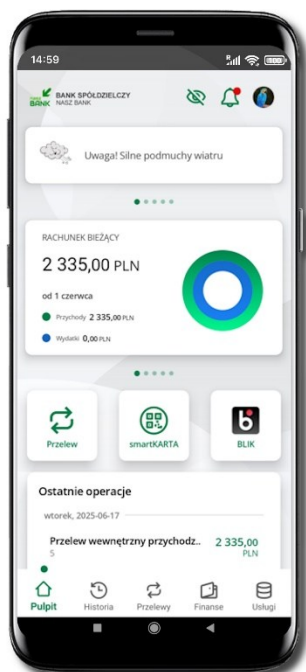 14:59
BANK SPÓŁDZIELCZY
BANK NASZ BANK
Uwaga! Silne podmuchy wiatru
RACHUNEK BIEŻĄCY
2 335,00 PLN
od 1 czerwca
Przychody 2 335,00 PLN
Wydatki 0,00 PLN
Przelew
smartKARTA
BLIK
Ostatnie operacje
wtorek, 2025-06-17
Przelew wewnętrzny przychodz.. 2 335,00
5 PLN
Pulpit Historia Przelewy Finanse Usługi